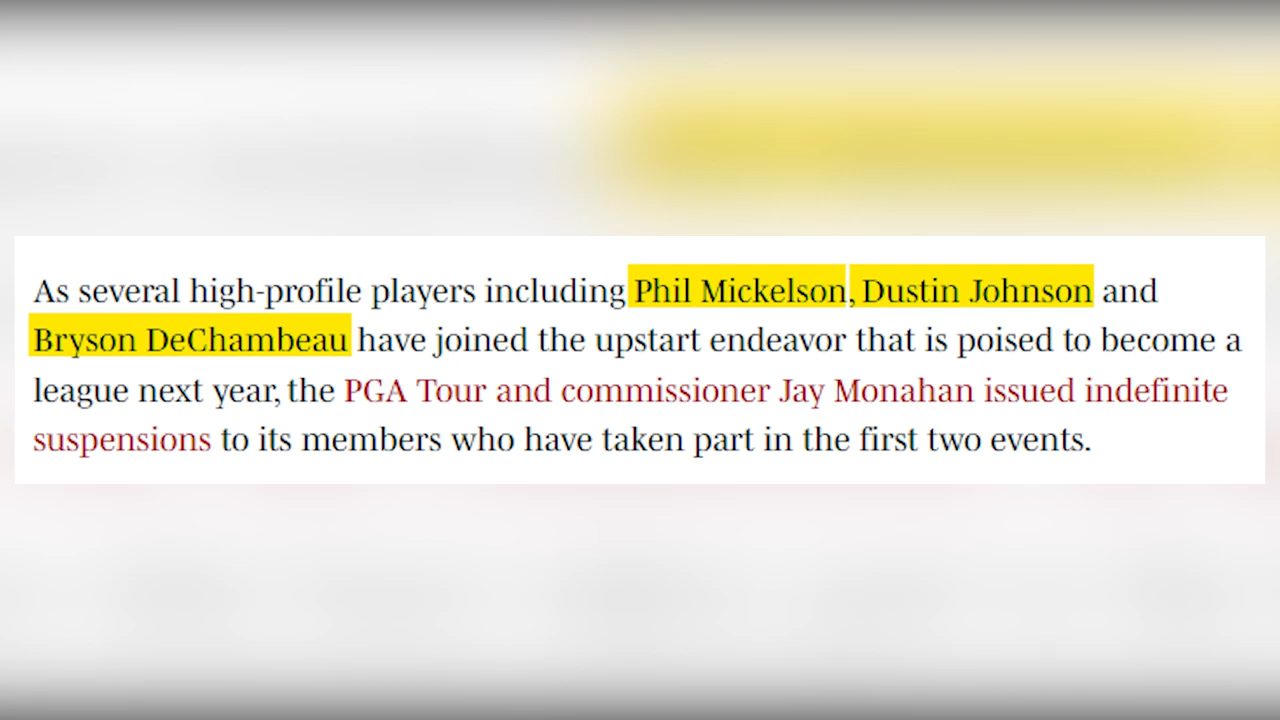 As several high-profile players including Phil Mickelson, Dustin Johnson and
Bryson DeChambeau have joined the upstart endeavor that is poised to become a
league next year, the PGA Tour and commissioner Jay Monahan issued indefinite
suspensions to its members who have taken part in the first two events.